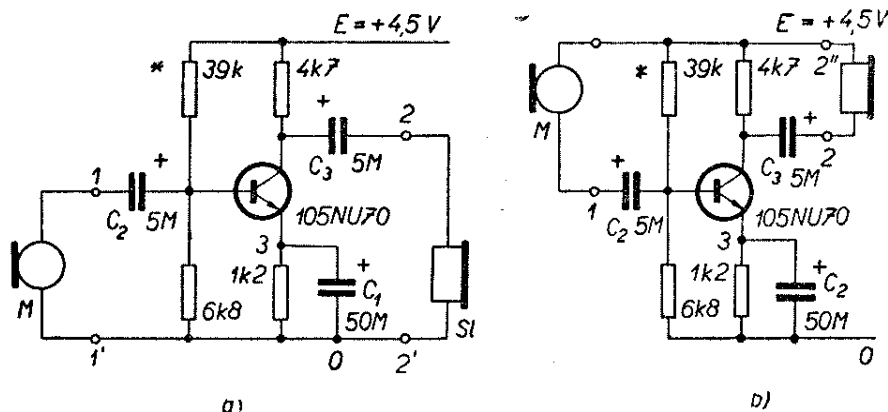 E = +4,5 V
* 39k 4k7
+ 2
1 + C3 5M
C2 5M 105NU70
3
M 1k2 + C1
6k8 50M Sl
1' 0 2'
a)
E = +4,5 V
* 39k 4k7 2"
M + +
C3 5M 2
1 C2 5M 105NU70
3
1k2 + C2
6k8 50M
0
b)